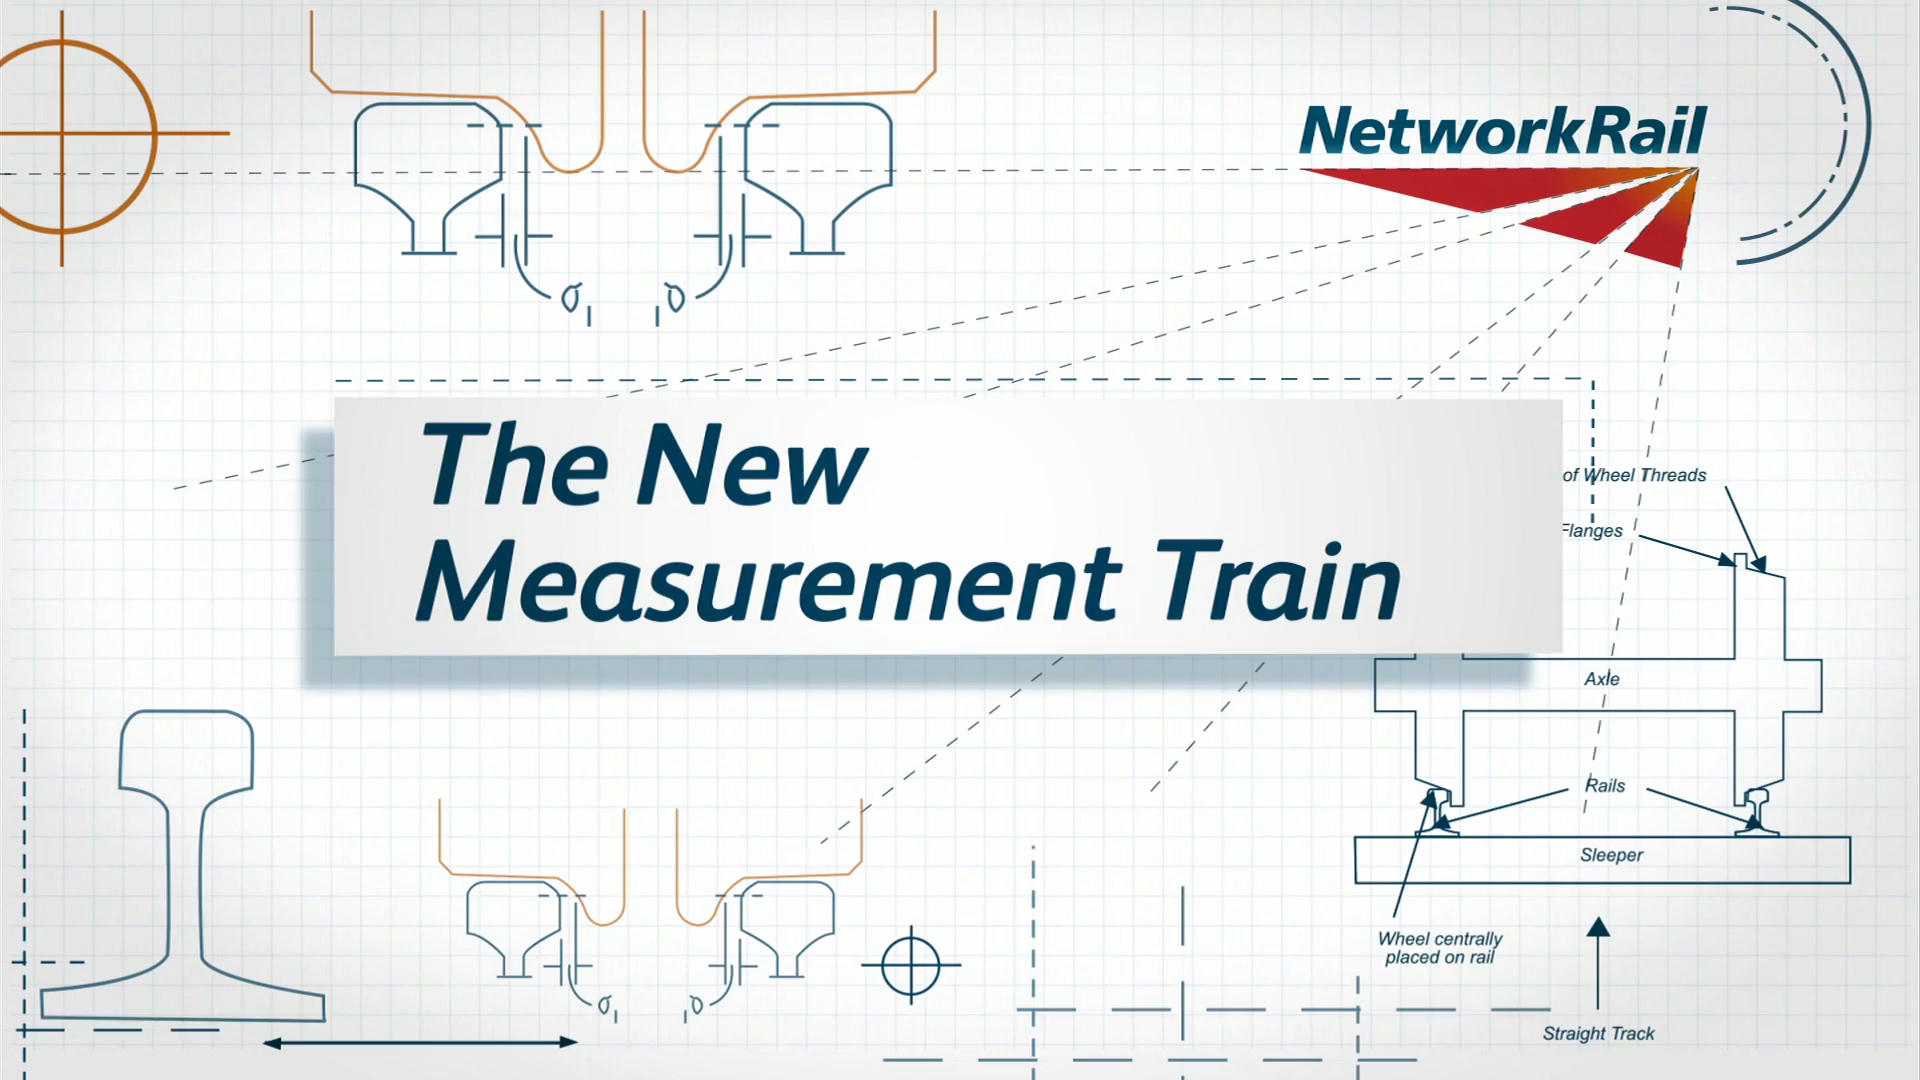 NetworkRail
The New
Measurement Train
of Wheel Threads
Flanges
Axle
Rails
Sleeper
Wheel centrally
placed on rail
Straight Track